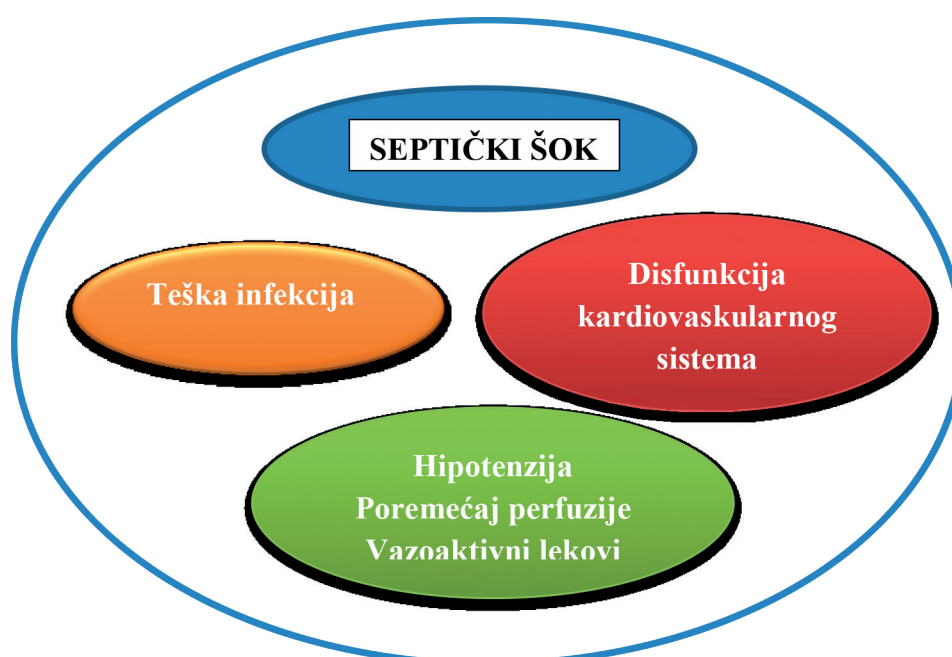 SEPTIČKI ŠOK
Teška infekcija
Disfunkcija
kardiovaskularnog
sistema
Hipotenzija
Poremećaj perfuzije
Vazoaktivni lekovi